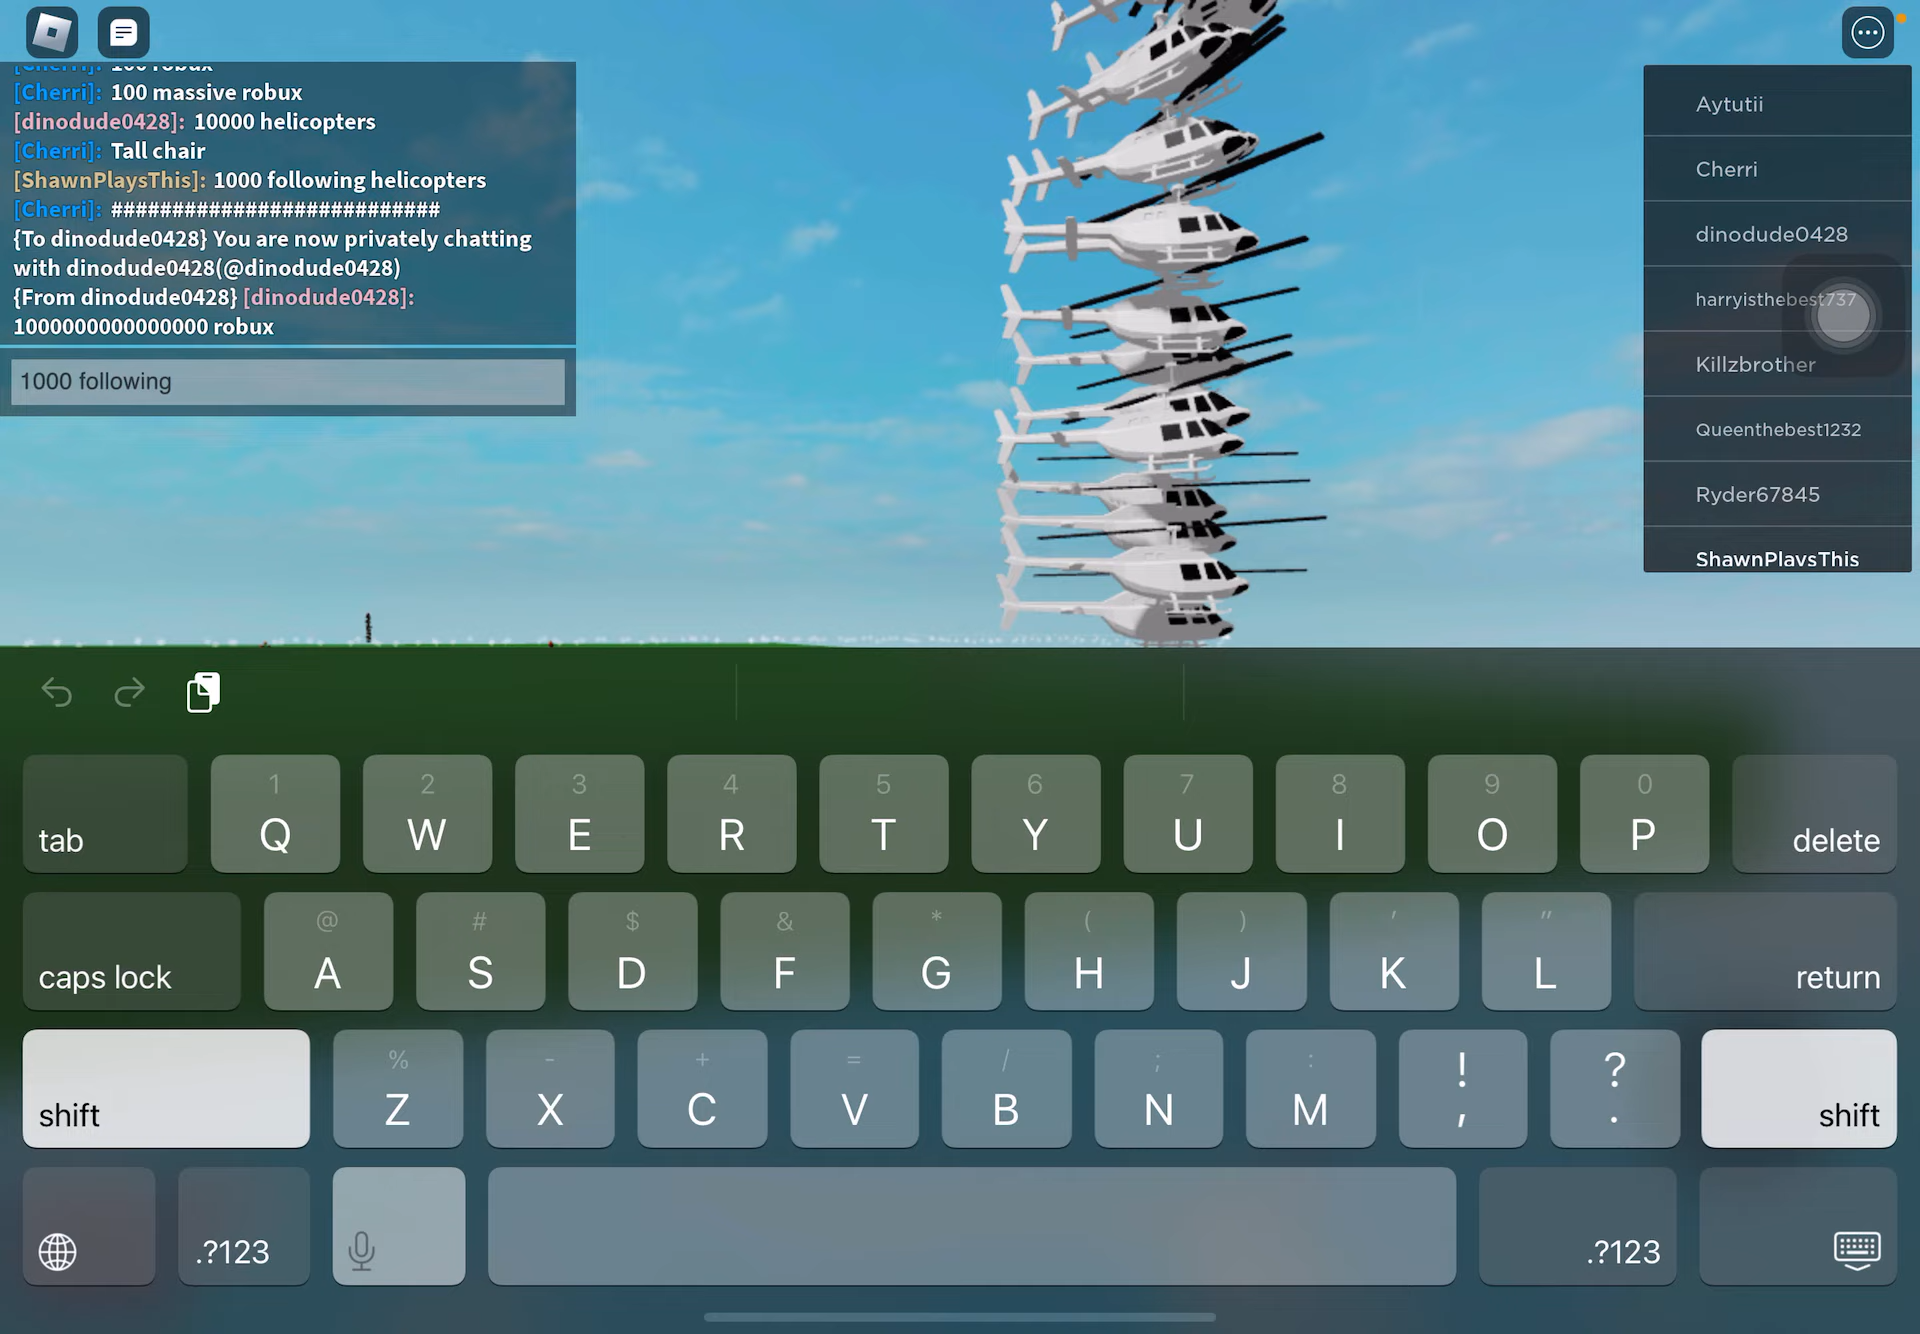 [Cherri]: 100 robux
[Cherri]: 100 massive robux
[dinodude0428]: 10000 helicopters
[Cherri]: Tall chair
[ShawnPlaysThis]: 1000 following helicopters
[Cherri]: ###########################
{To dinodude0428} You are now privately chatting
with dinodude0428(@dinodude0428)
{From dinodude0428} [dinodude0428]:
1000000000000000 robux
1000 following
Aytutii
Cherri
dinodude0428
harryisthebest737
Killzbrother
Queenthebest1232
Ryder67845
ShawnPlaysThis
1 2 3 4 5 6 7 8 9 0
tab Q W E R T Y U I O P delete
@ # $ & * ( ) ' "
caps lock A S D F G H J K L return
% - + = / ; : ! ?
shift Z X C V B N M , . shift
.?123 .?123